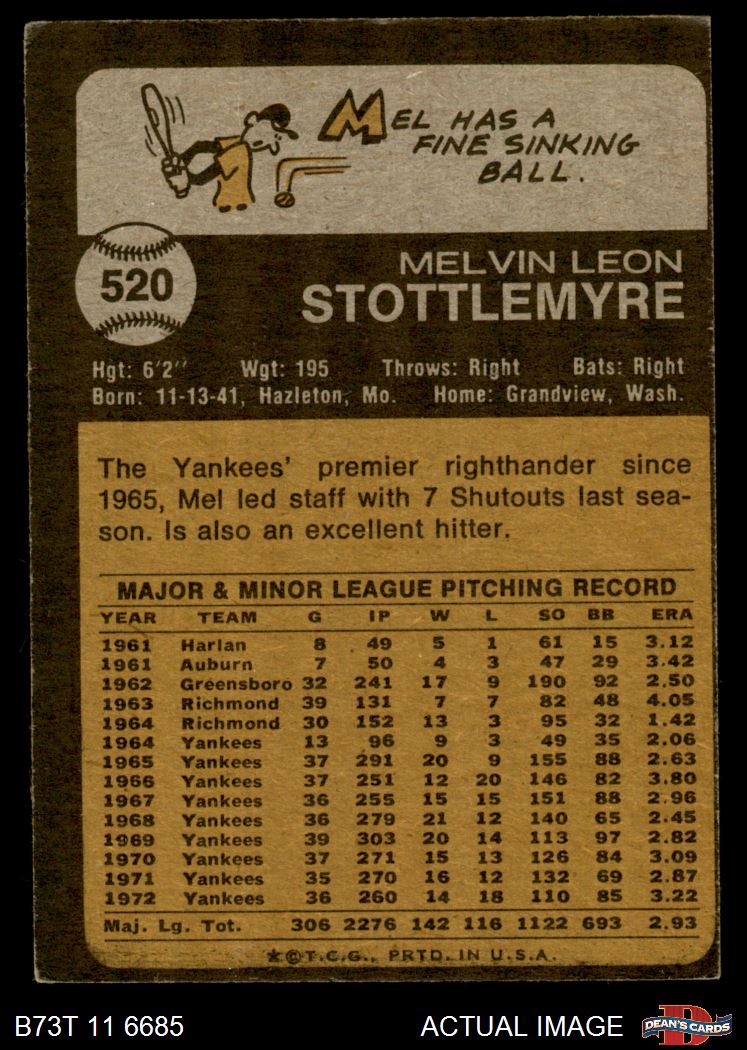 MEL HAS A
FINE SINKING
BALL.
520
MELVIN LEON
STOTTLEMYRE
Hgt: 6'2" Wgt: 195 Throws: Right Bats: Right
Born: 11-13-41, Hazleton, Mo. Home: Grandview, Wash.
The Yankees' premier righthander since
1965, Mel led staff with 7 Shutouts last sea-
son. Is also an excellent hitter.
MAJOR & MINOR LEAGUE PITCHING RECORD
YEAR TEAM G IP W L SO BB ERA
1961 Harlan 8 49 5 1 61 15 3.12
1961 Auburn 7 50 4 3 47 29 3.42
1962 Greensboro 32 241 17 9 190 92 2.50
1963 Richmond 39 131 7 7 82 48 4.05
1964 Richmond 30 152 13 3 95 32 1.42
1964 Yankees 13 96 9 3 49 35 2.06
1965 Yankees 37 291 20 9 155 88 2.63
1966 Yankees 37 251 12 20 146 82 3.80
1967 Yankees 36 255 15 15 151 88 2.96
1968 Yankees 36 279 21 12 140 65 2.45
1969 Yankees 39 303 20 14 113 97 2.82
1970 Yankees 37 271 15 13 126 84 3.09
1971 Yankees 35 270 16 12 132 69 2.87
1972 Yankees 36 260 14 18 110 85 3.22
Maj. Lg. Tot. 306 2276 142 116 1122 693 2.93
*©T.C.G., PRTD. IN U.S.A.
B73T 11 6685 ACTUAL IMAGE D DEAN'S CARDS